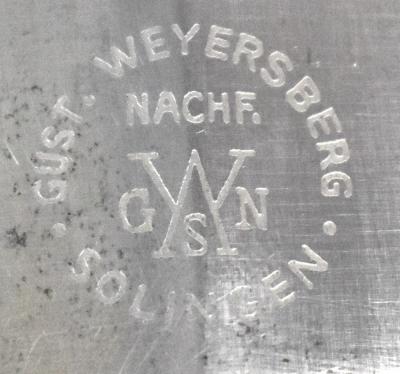 GUST. WEYERSBERG
NACHF.
G W N
S
· SOLINGEN ·